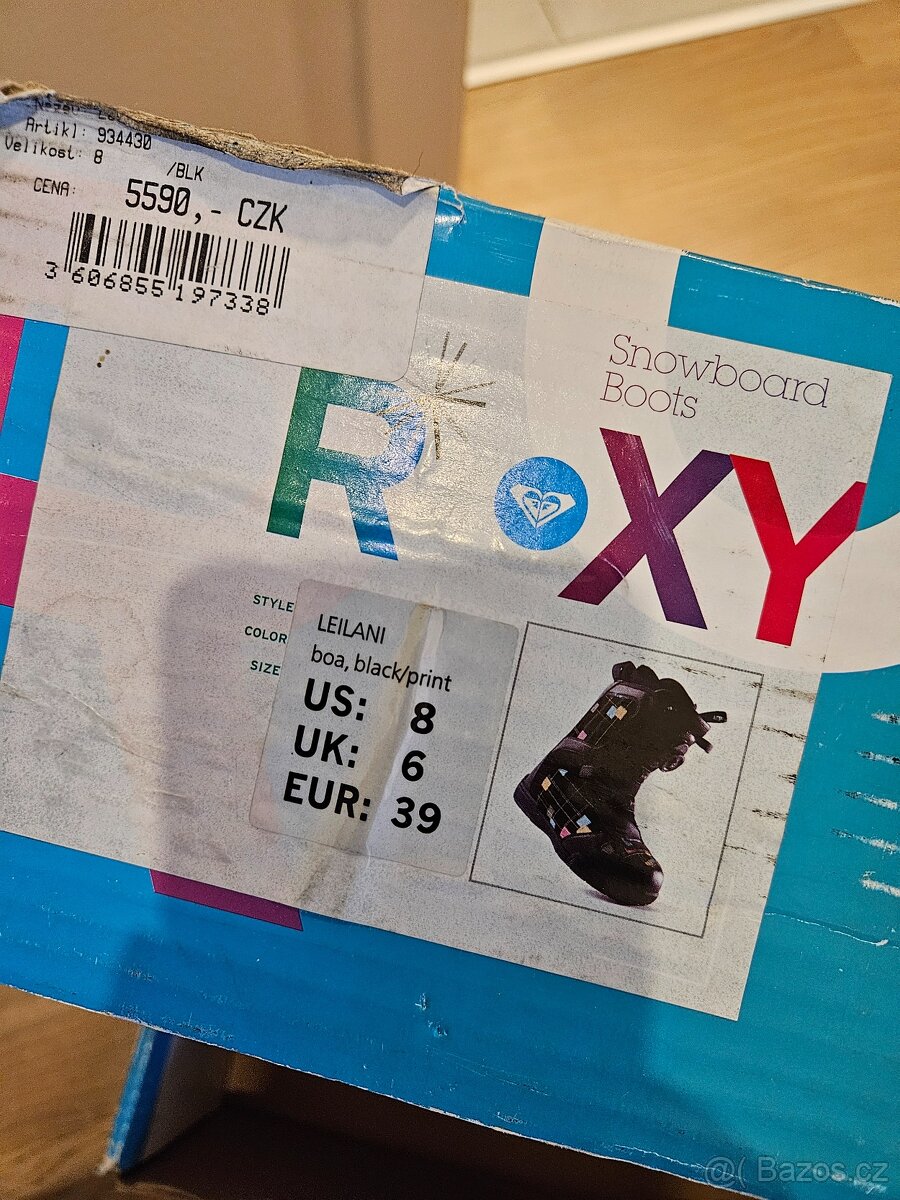 Artikl: 934430
Velikost: 8
/BLK
CENA: 5590,- CZK
3 606855 197338
Snowboard
Boots
ROXY
STYLE LEILANI
COLOR boa, black/print
SIZE US: 8
UK: 6
EUR: 39
@( Bazos.cz